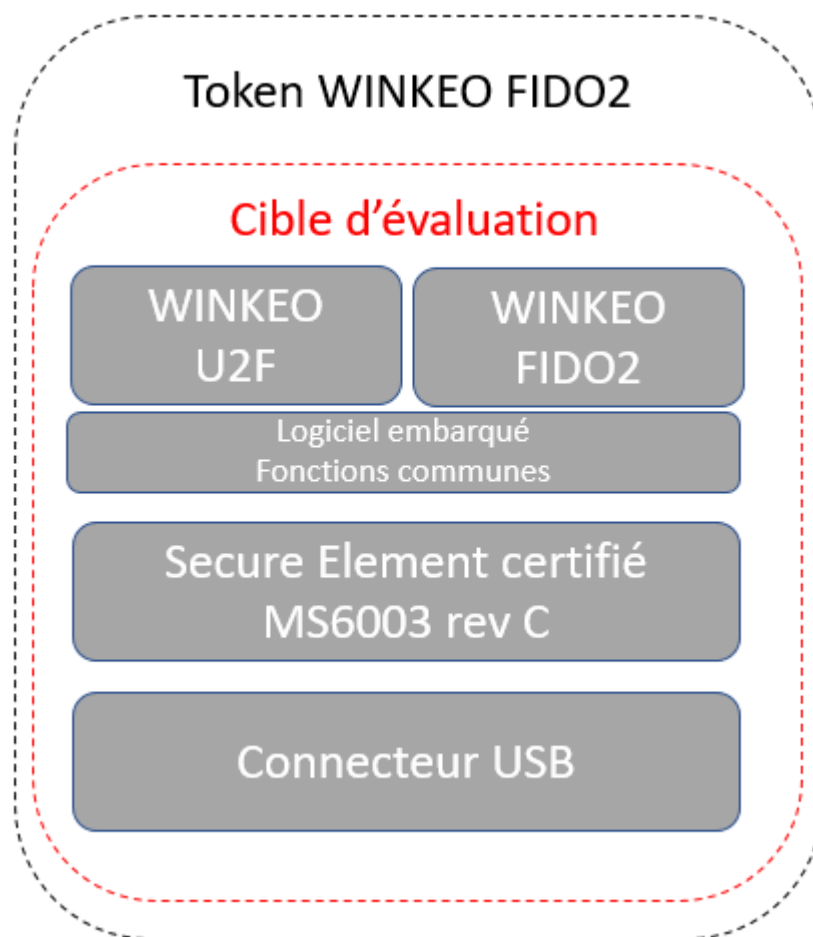 Token WINKEO FIDO2
Cible d'évaluation
WINKEO
U2F
WINKEO
FIDO2
Logiciel embarqué
Fonctions communes
Secure Element certifié
MS6003 rev C
Connecteur USB